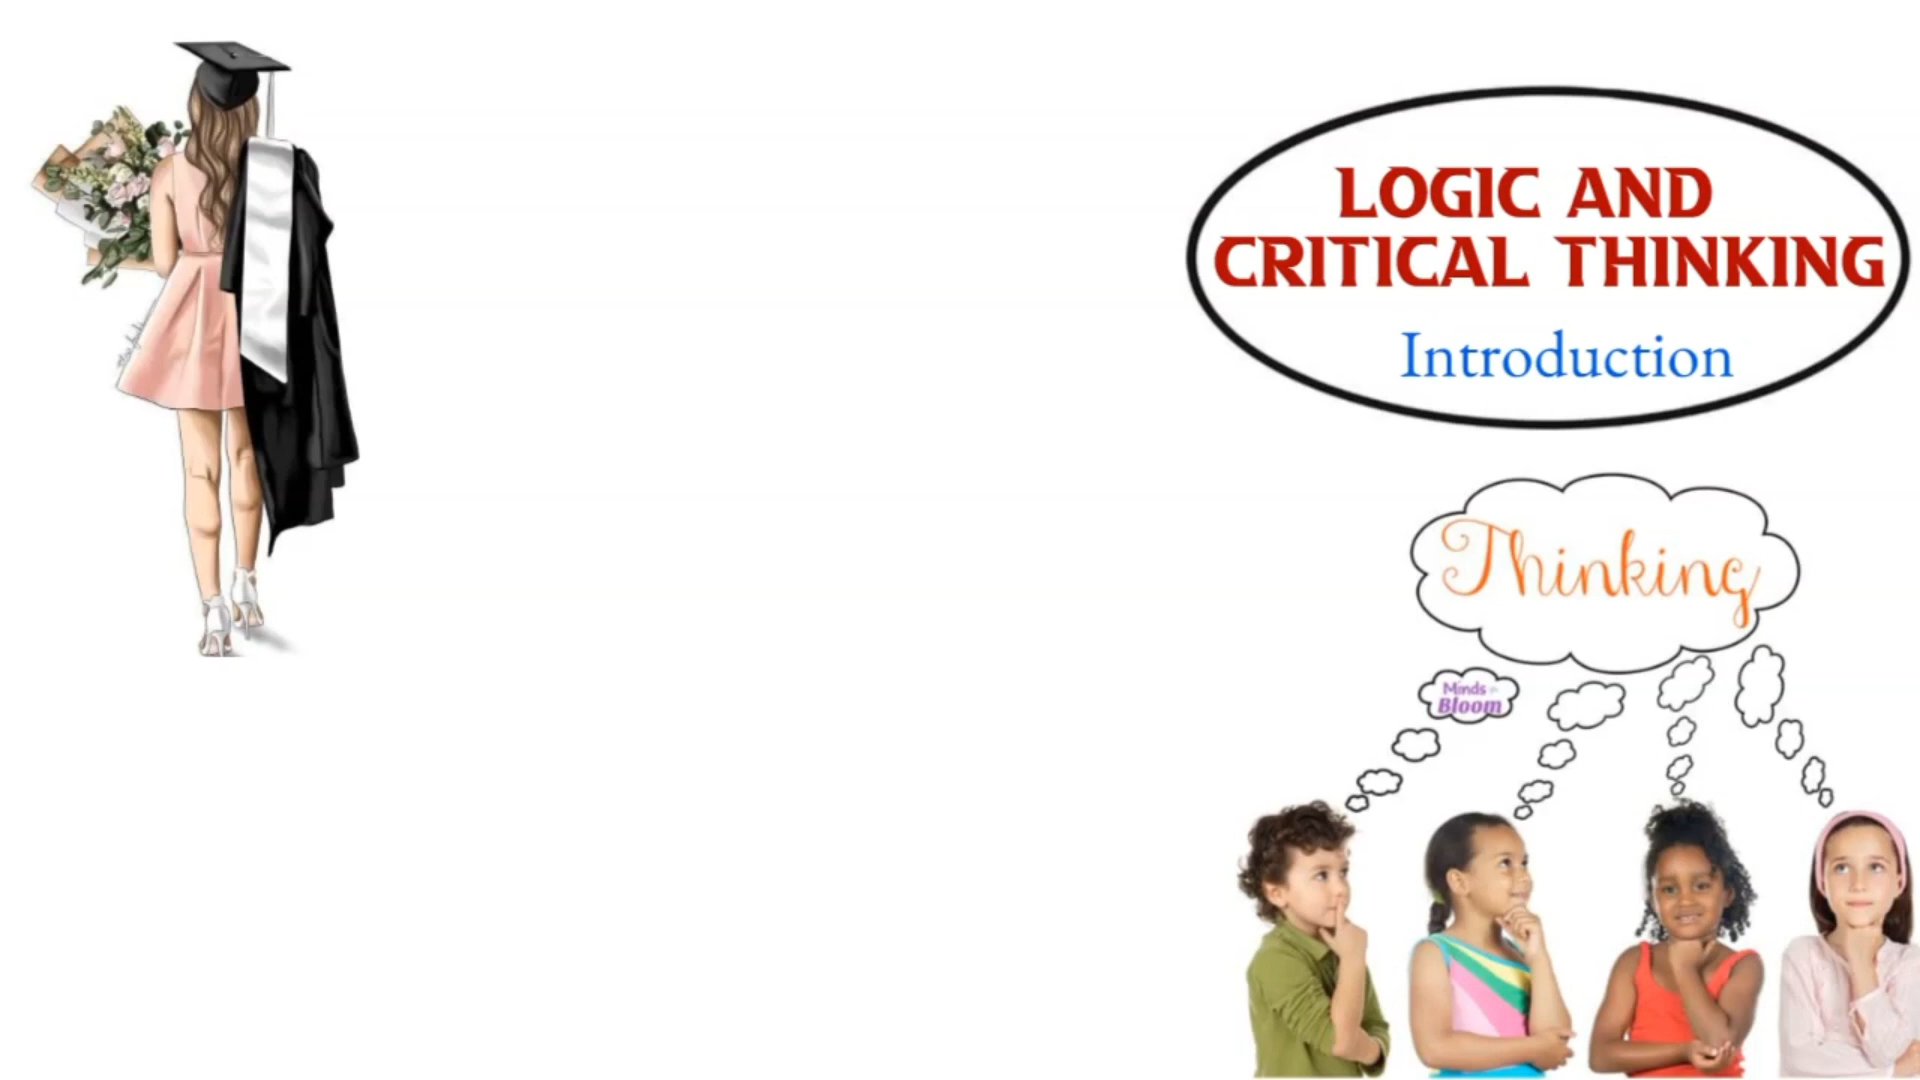 LOGIC AND
CRITICAL THINKING
Introduction
Thinking
Minds
Bloom